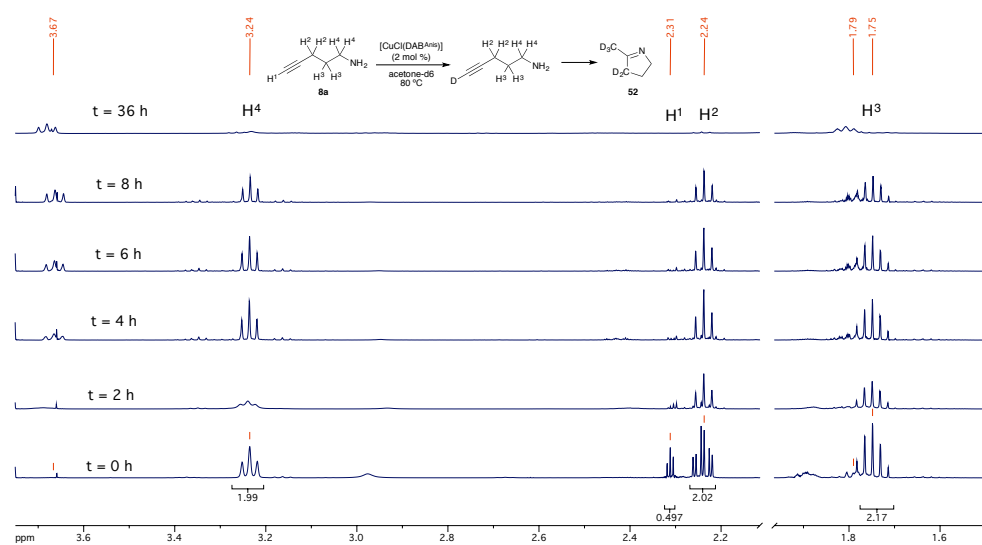 3.67
3.24
2.31
2.24
1.79
1.75
H² H² H⁴ H⁴
NH₂
H¹
H³ H³
8a
[CuCl(DABᴬⁿⁱˢ)]
(2 mol %)
acetone-d6
80 ºC
H² H² H⁴ H⁴
NH₂
D
H³ H³
D₃C
N
D₂C
52
H⁴
H¹
H²
H³
t = 36 h
t = 8 h
t = 6 h
t = 4 h
t = 2 h
t = 0 h
1.99
0.497
2.02
2.17
ppm 3.6 3.4 3.2 3.0 2.8 2.6 2.4 2.2 1.8 1.6